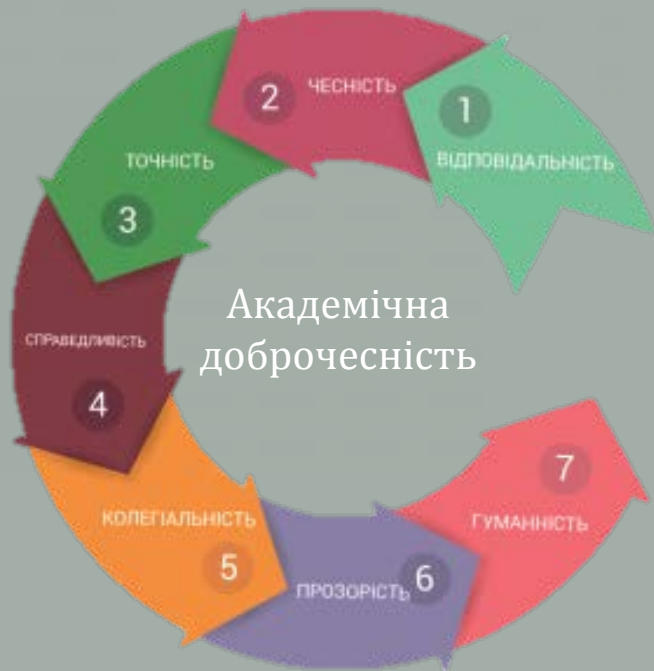 Академічна
доброчесність
1
ВІДПОВІДАЛЬНІСТЬ
2
ЧЕСНІСТЬ
ТОЧНІСТЬ
3
СПРАВЕДЛИВІСТЬ
4
КОЛЕГІАЛЬНІСТЬ
5
ПРОЗОРІСТЬ
6
7
ГУМАННІСТЬ